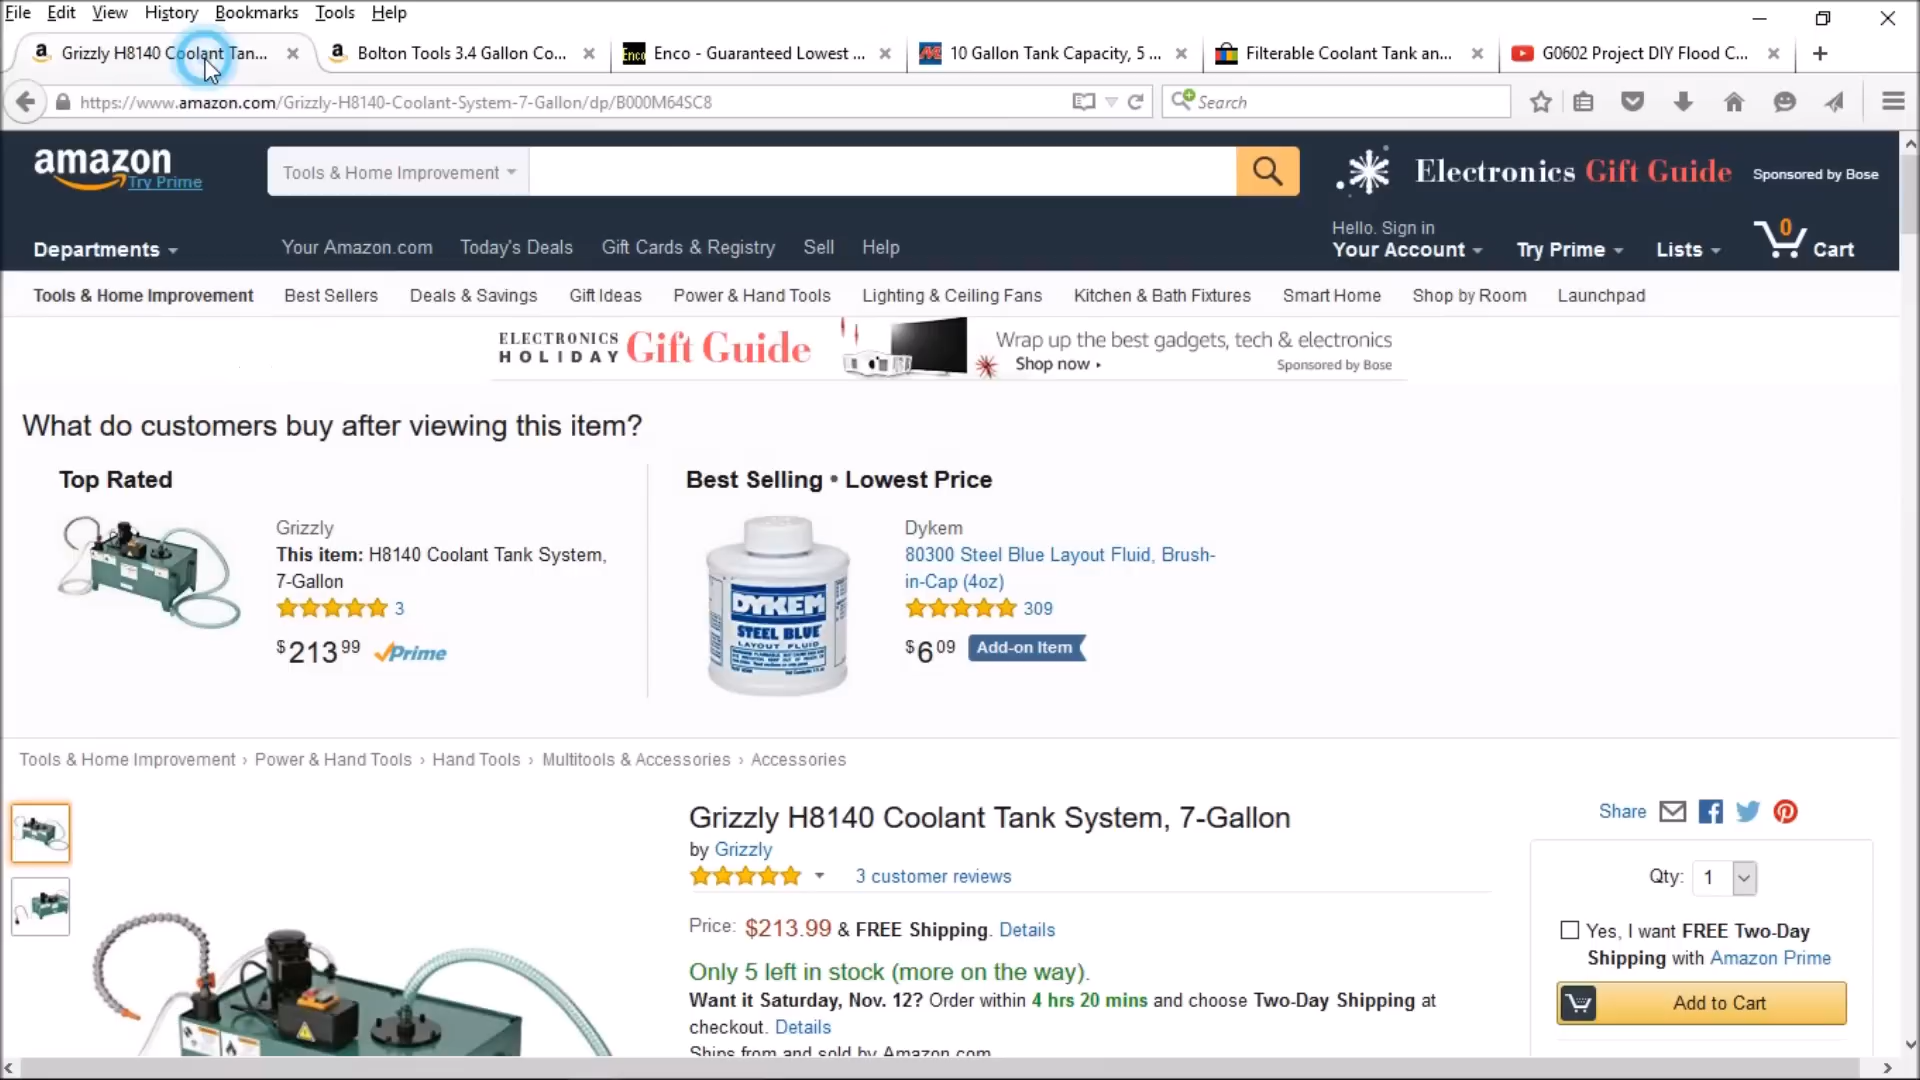 File Edit View History Bookmarks Tools Help
Grizzly H8140 Coolant Tan... Bolton Tools 3.4 Gallon Co... Enco - Guaranteed Lowest ... 10 Gallon Tank Capacity, 5 ... Filterable Coolant Tank an... G0602 Project DIY Flood C...
https://www.amazon.com/Grizzly-H8140-Coolant-System-7-Gallon/dp/B000M64SC8 Search
amazon
Try Prime
Tools & Home Improvement
Electronics Gift Guide Sponsored by Bose
Departments Your Amazon.com Today's Deals Gift Cards & Registry Sell Help
Hello. Sign in
Your Account Try Prime Lists 0 Cart
Tools & Home Improvement Best Sellers Deals & Savings Gift Ideas Power & Hand Tools Lighting & Ceiling Fans Kitchen & Bath Fixtures Smart Home Shop by Room Launchpad
ELECTRONICS
HOLIDAY Gift Guide
Wrap up the best gadgets, tech & electronics
Shop now Sponsored by Bose
What do customers buy after viewing this item?
Top Rated
Grizzly
This item: H8140 Coolant Tank System,
7-Gallon
3
$213 99 Prime
Best Selling • Lowest Price
DYKEM
STEEL BLUE
LAYOUT FLUID
Dykem
80300 Steel Blue Layout Fluid, Brush-
in-Cap (4oz)
309
$6 09 Add-on Item
Tools & Home Improvement › Power & Hand Tools › Hand Tools › Multitools & Accessories › Accessories
Grizzly H8140 Coolant Tank System, 7-Gallon
by Grizzly
3 customer reviews
Price: $213.99 & FREE Shipping. Details
Only 5 left in stock (more on the way).
Want it Saturday, Nov. 12? Order within 4 hrs 20 mins and choose Two-Day Shipping at
checkout. Details
Ships from and sold by Amazon.com
Share
Qty: 1
Yes, I want FREE Two-Day
Shipping with Amazon Prime
Add to Cart